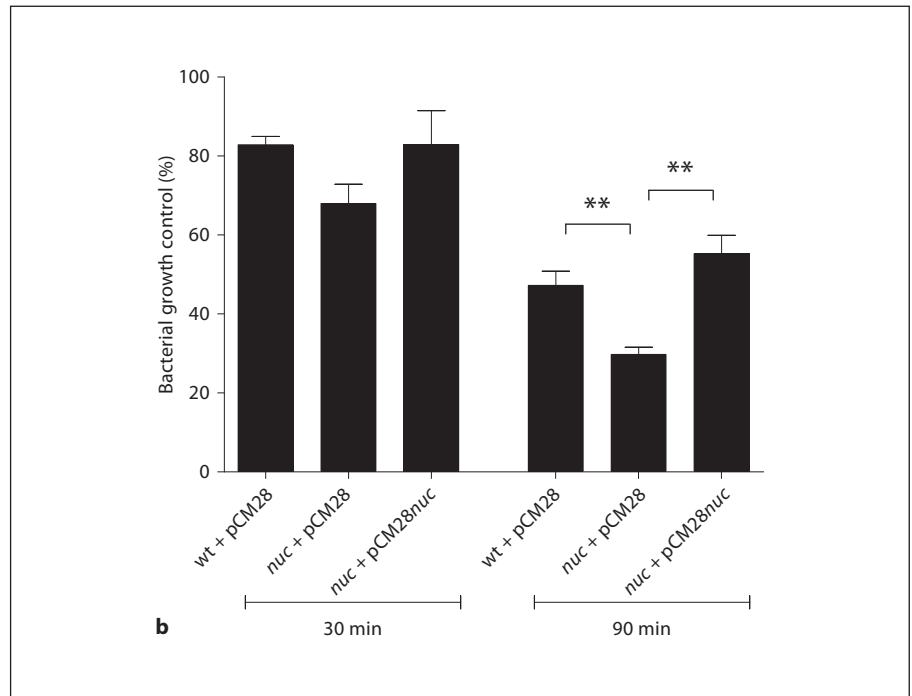 100
80
60
40
20
0
Bacterial growth control (%)
**
**
wt + pCM28
nuc + pCM28
nuc + pCM28nuc
wt + pCM28
nuc + pCM28
nuc + pCM28nuc
30 min
90 min
b